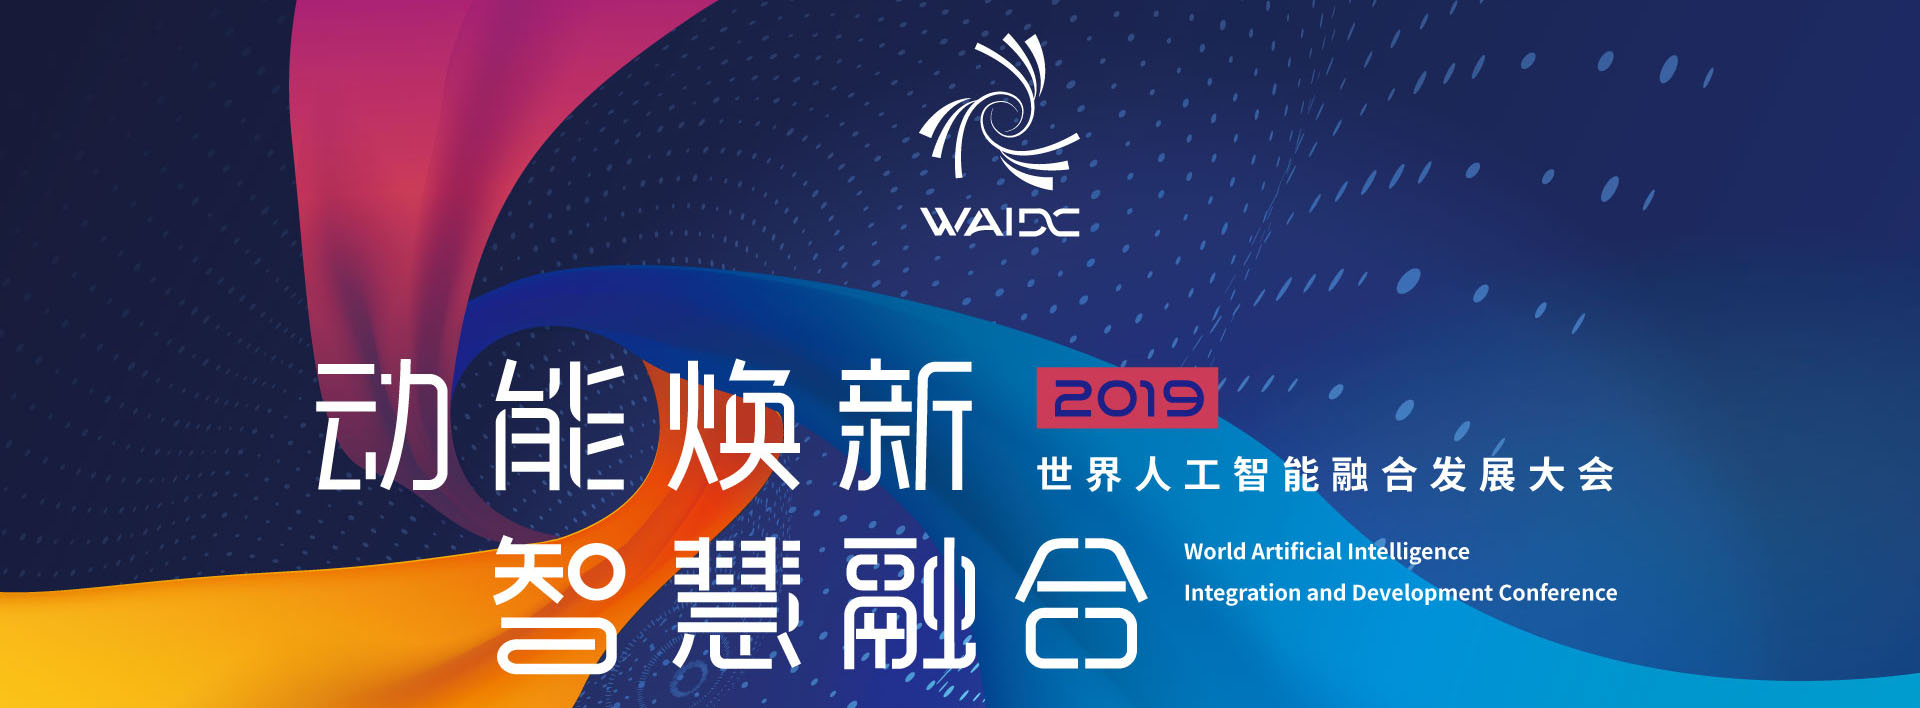 WAIDC
动能焕新
智慧融合
2019
世界人工智能融合发展大会
World Artificial Intelligence
Integration and Development Conference